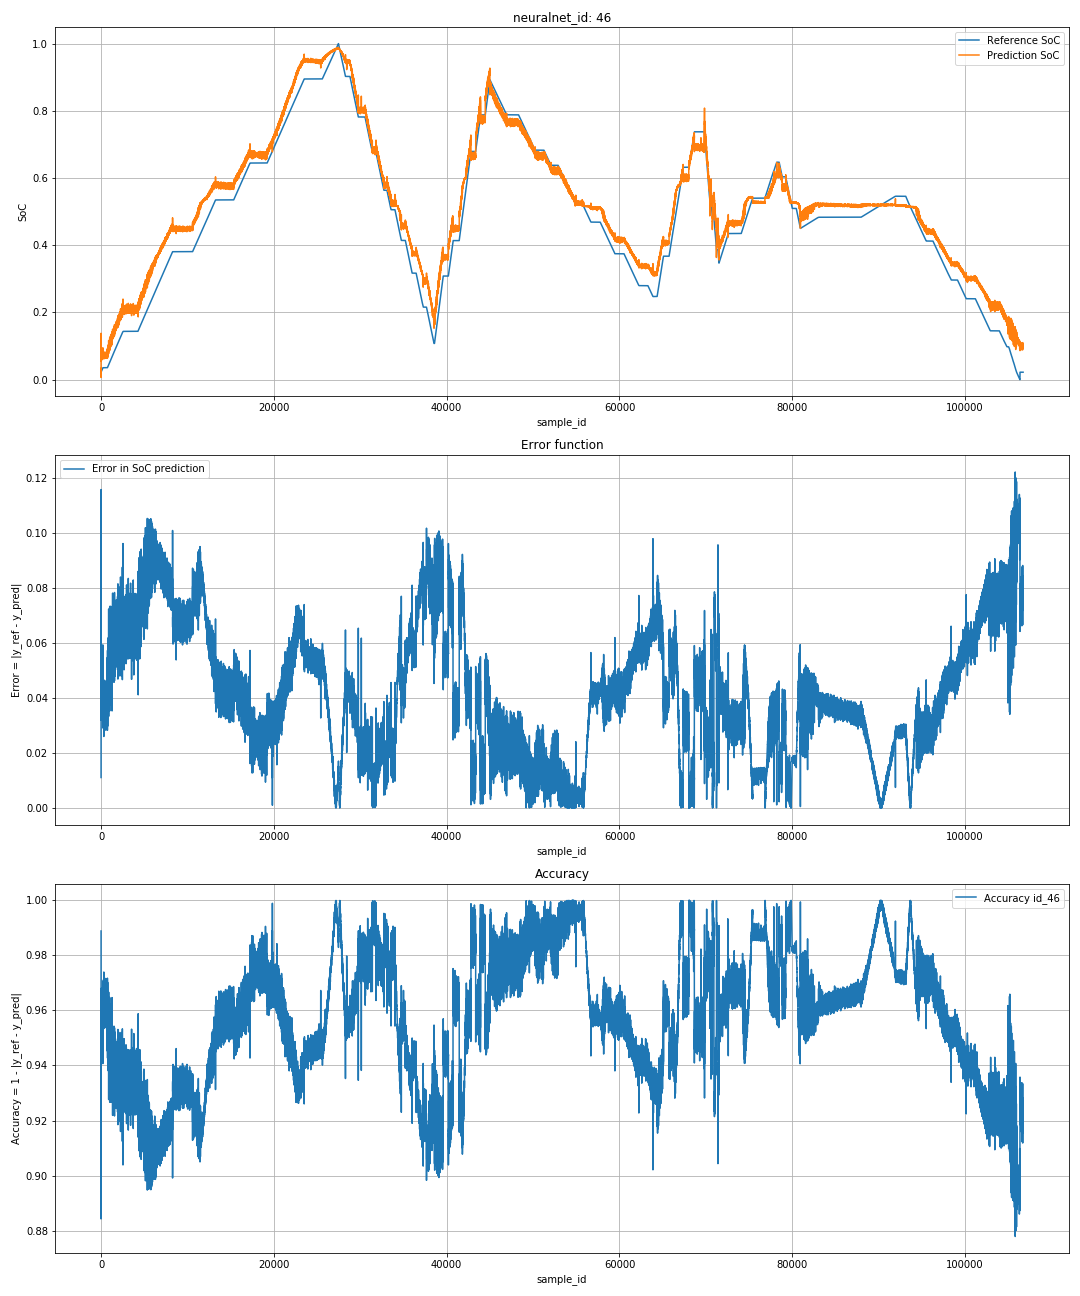 neuralnet_id: 46
Reference SoC
Prediction SoC
1.0
0.8
0.6
0.4
0.2
0.0
SoC
0 20000 40000 60000 80000 100000
sample_id
Error function
Error in SoC prediction
0.12
0.10
0.08
0.06
0.04
0.02
0.00
Error = |y_ref - y_pred|
0 20000 40000 60000 80000 100000
sample_id
Accuracy
Accuracy id_46
1.00
0.98
0.96
0.94
0.92
0.90
0.88
Accuracy = 1 - |y_ref - y_pred|
0 20000 40000 60000 80000 100000
sample_id